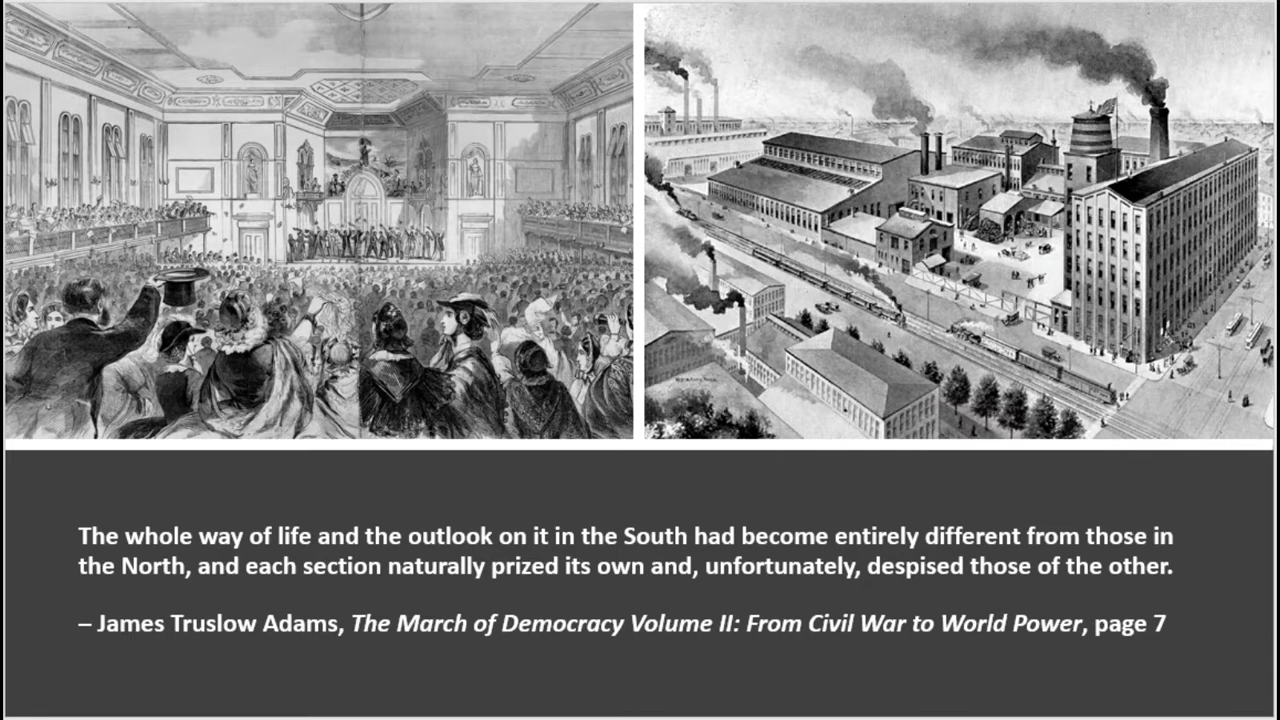 The whole way of life and the outlook on it in the South had become entirely different from those in
the North, and each section naturally prized its own and, unfortunately, despised those of the other.
– James Truslow Adams, The March of Democracy Volume II: From Civil War to World Power, page 7